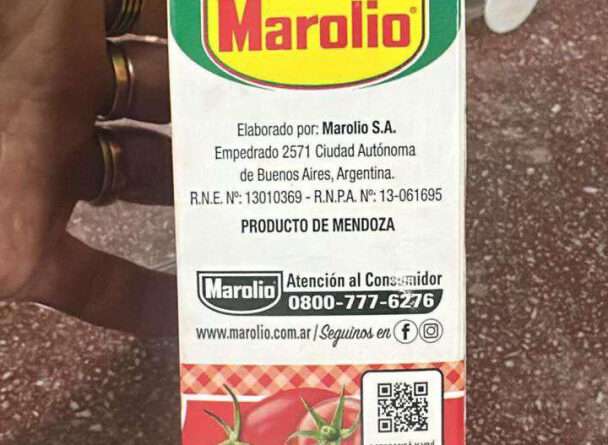 Marolio®
Elaborado por: Marolio S.A.
Empedrado 2571 Ciudad Autónoma
de Buenos Aires, Argentina.
R.N.E. Nº: 13010369 - R.N.P.A. Nº: 13-061695
PRODUCTO DE MENDOZA
Marolio® Atención al Consumidor
0800-777-6276
www.marolio.com.ar / Seguinos en